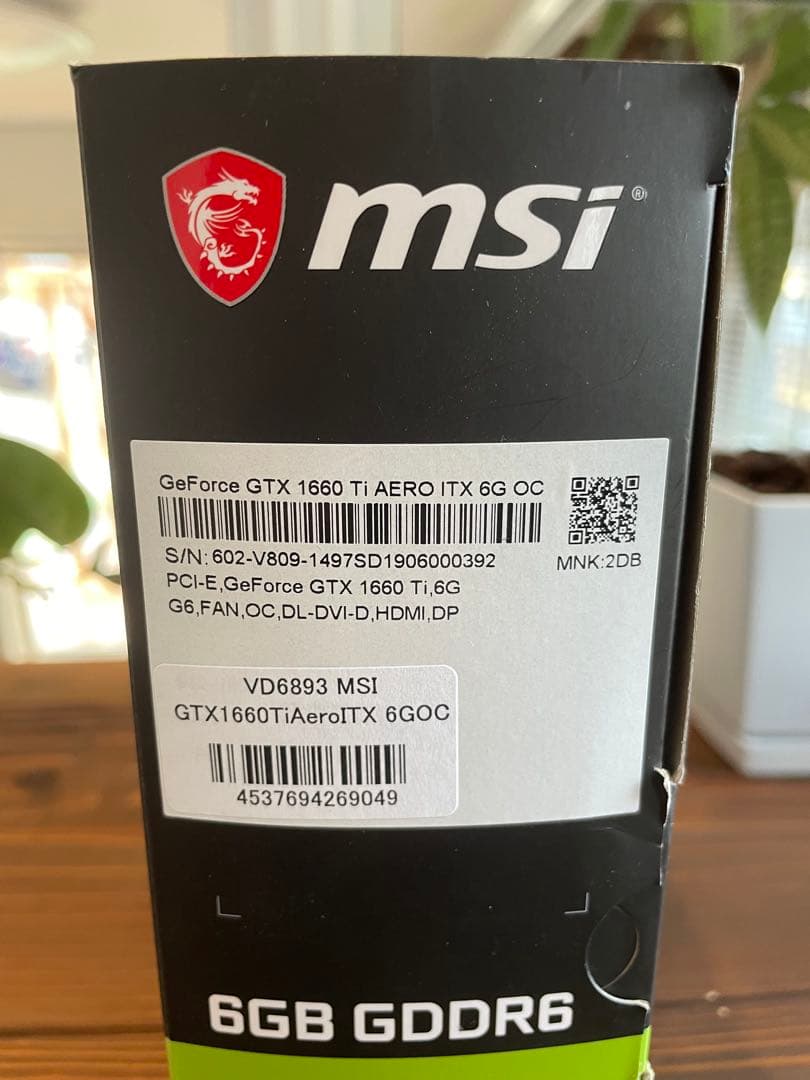 msi®
GeForce GTX 1660 Ti AERO ITX 6G OC
S/N: 602-V809-1497SD1906000392
MNK:2DB
PCI-E,GeForce GTX 1660 Ti,6G
G6,FAN,OC,DL-DVI-D,HDMI,DP
VD6893 MSI
GTX1660TiAeroITX 6GOC
4537694269049
6GB GDDR6